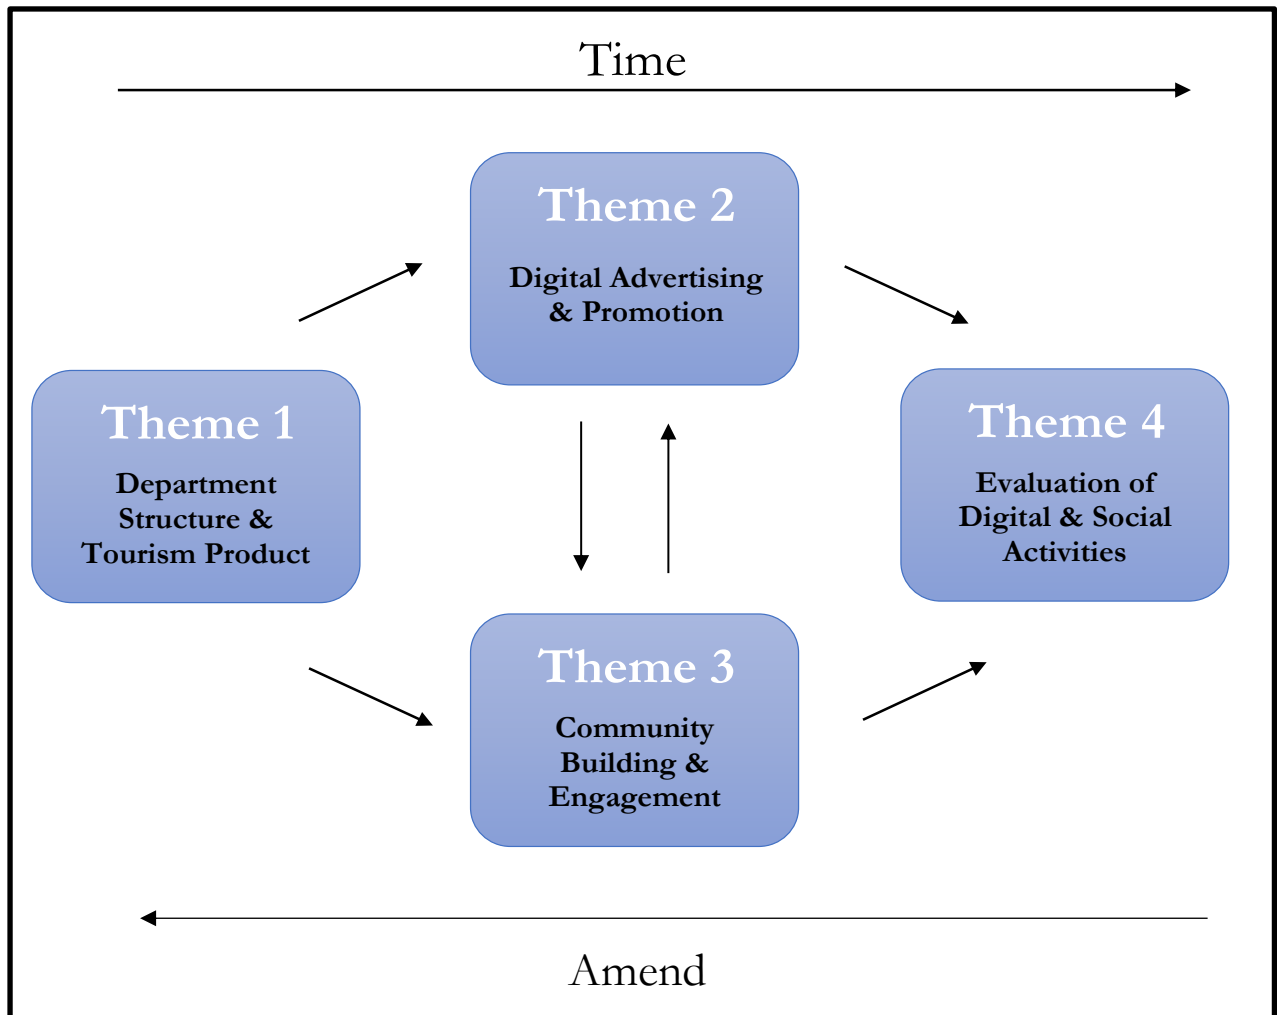 Time
Theme 2
Digital Advertising
& Promotion
Theme 1
Department
Structure &
Tourism Product
Theme 4
Evaluation of
Digital & Social
Activities
Theme 3
Community
Building &
Engagement
Amend